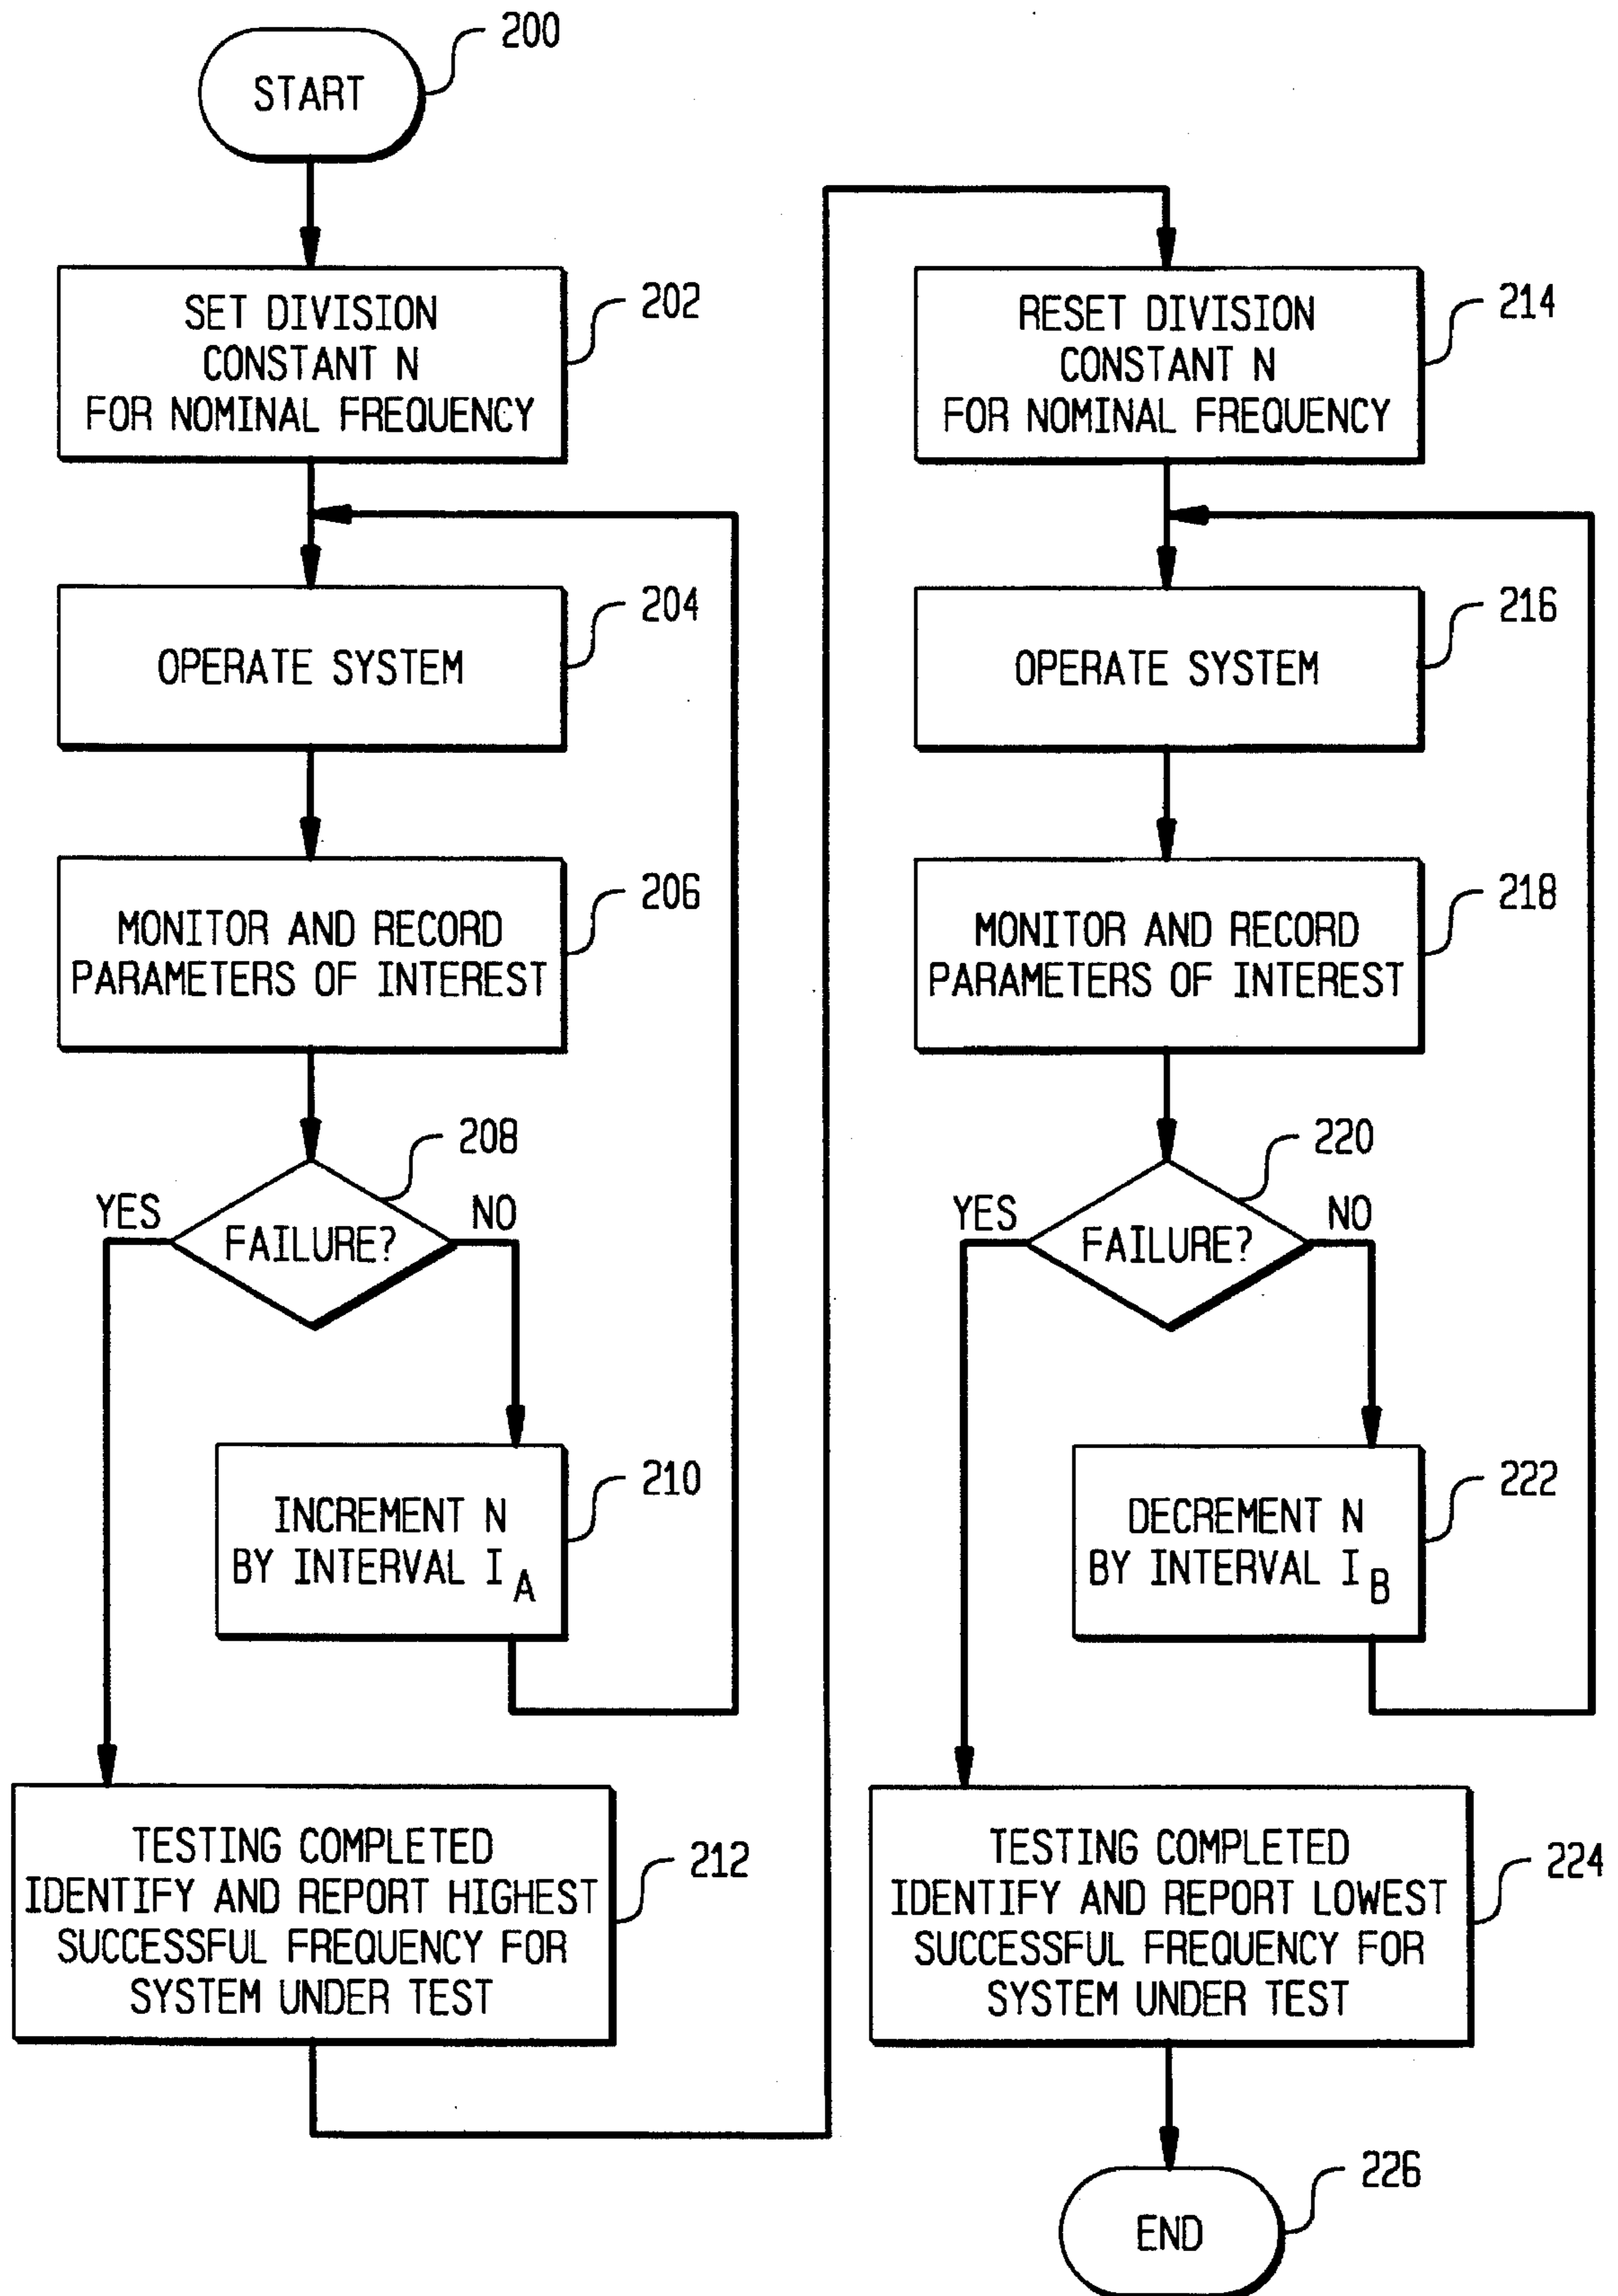 200
START
SET DIVISION
CONSTANT N
FOR NOMINAL FREQUENCY
202
OPERATE SYSTEM
204
MONITOR AND RECORD
PARAMETERS OF INTEREST
206
208
YES
FAILURE?
NO
INCREMENT N
BY INTERVAL I A
210
TESTING COMPLETED
IDENTIFY AND REPORT HIGHEST
SUCCESSFUL FREQUENCY FOR
SYSTEM UNDER TEST
212
RESET DIVISION
CONSTANT N
FOR NOMINAL FREQUENCY
214
OPERATE SYSTEM
216
MONITOR AND RECORD
PARAMETERS OF INTEREST
218
220
YES
FAILURE?
NO
DECREMENT N
BY INTERVAL I B
222
TESTING COMPLETED
IDENTIFY AND REPORT LOWEST
SUCCESSFUL FREQUENCY FOR
SYSTEM UNDER TEST
224
226
END